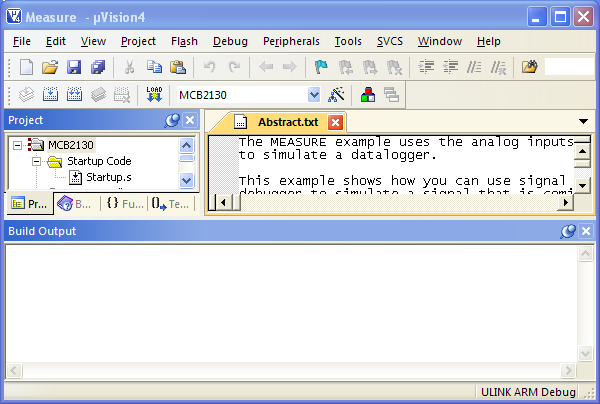 Measure - µVision4
File Edit View Project Flash Debug Peripherals Tools SVCS Window Help
LOAD MCB2130
Project
MCB2130
Startup Code
Startup.s
Pr... B... {} Fu... {}, Te...
Abstract.txt
The MEASURE example uses the analog inputs
to simulate a datalogger.
This example shows how you can use signal
debugger to simulate a signal that is comi
Build Output
ULINK ARM Debug